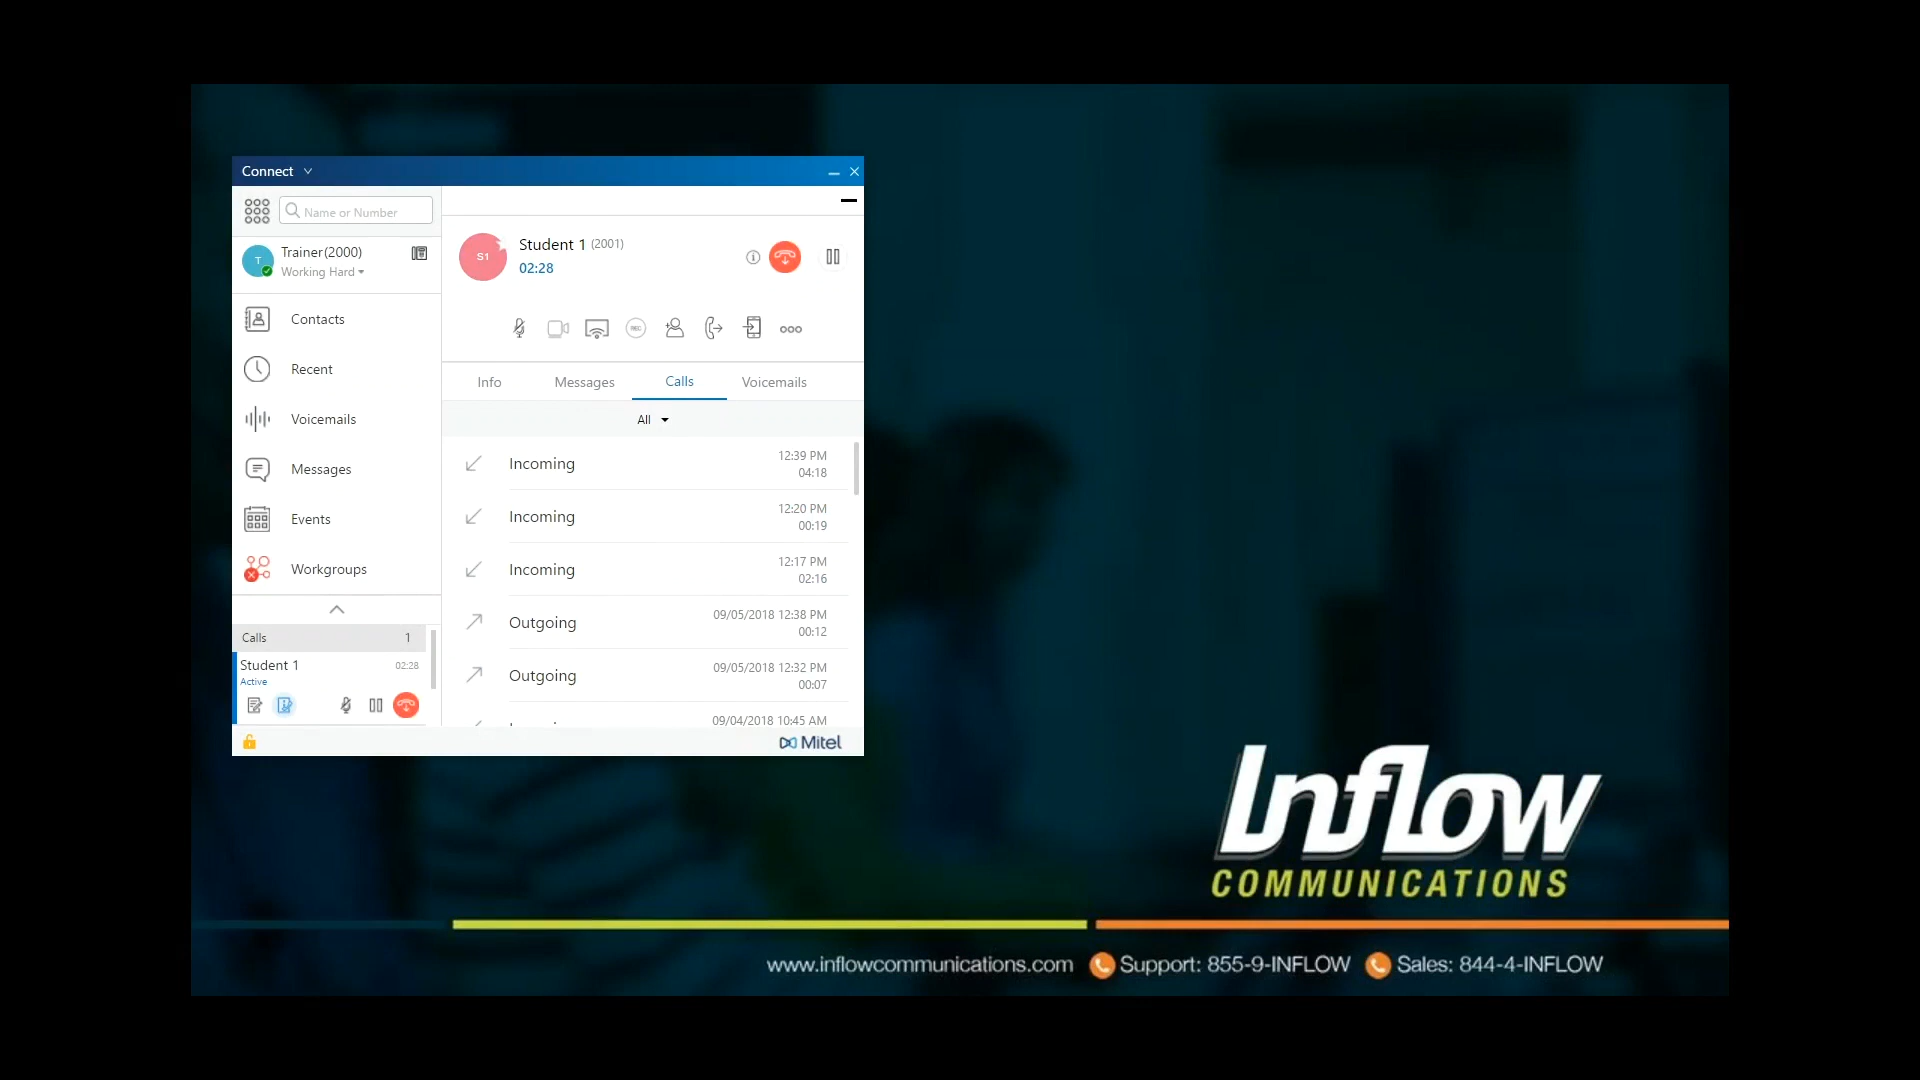 Connect
Name or Number
Trainer(2000)
Working Hard
T
Contacts
Recent
Voicemails
Messages
Events
Workgroups
Calls 1
Student 1 02:28
Active
S1
Student 1 (2001)
02:28
REC
Info Messages Calls Voicemails
All
Incoming 12:39 PM
04:18
Incoming 12:20 PM
00:19
Incoming 12:17 PM
02:16
Outgoing 09/05/2018 12:38 PM
00:12
Outgoing 09/05/2018 12:32 PM
00:07
09/04/2018 10:45 AM
Mitel
Inflow
COMMUNICATIONS
www.inflowcommunications.com Support: 855-9-INFLOW Sales: 844-4-INFLOW